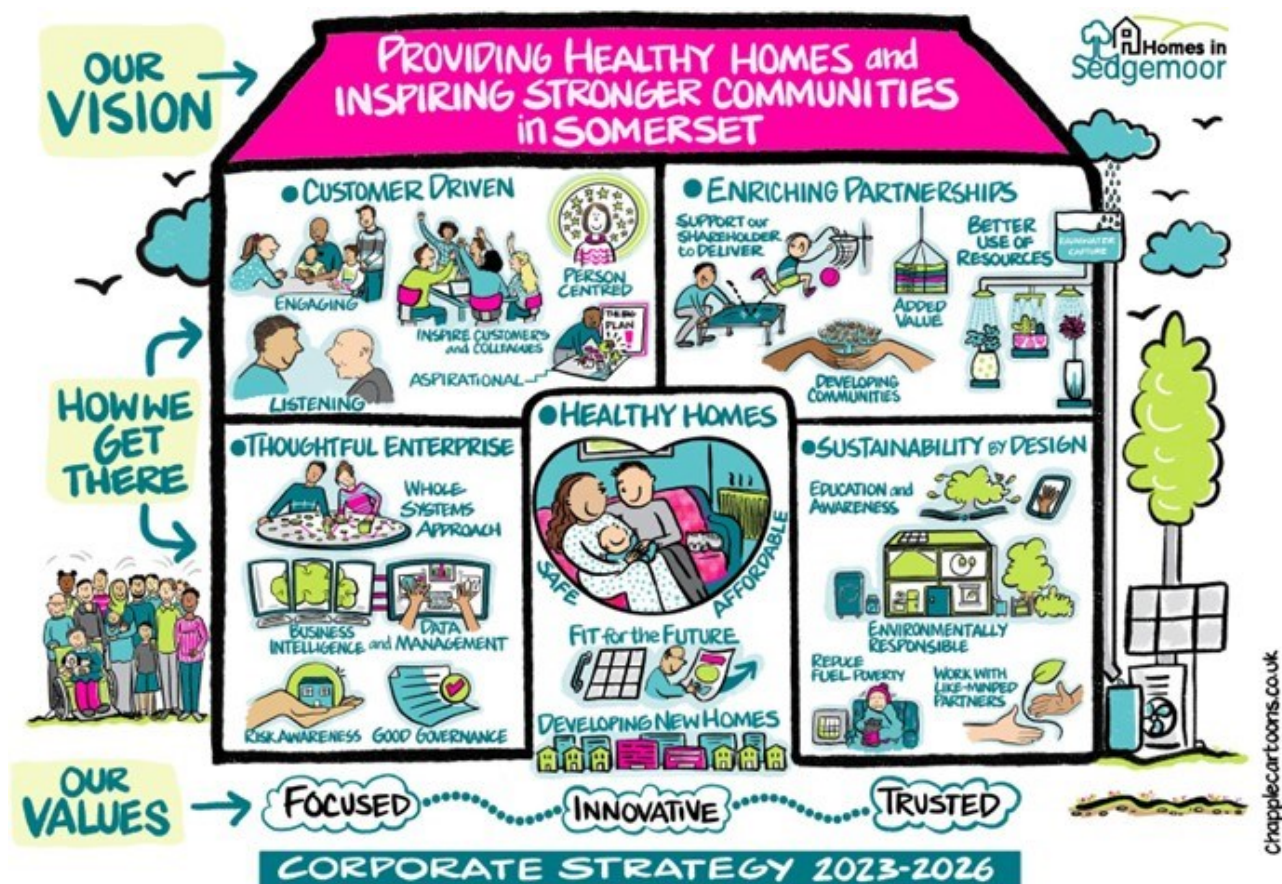 OUR
VISION
PROVIDING HEALTHY HOMES and
INSPIRING STRONGER COMMUNITIES
in SOMERSET
Homes in
Sedgemoor
HOW WE
GET
THERE
CUSTOMER DRIVEN
ENGAGING
INSPIRE CUSTOMERS
and COLLEAGUES
PERSON
CENTRED
LISTENING
ASPIRATIONAL
THE BIG
PLAN
!
ENRICHING PARTNERSHIPS
SUPPORT our
SHAREHOLDER
to DELIVER
ADDED
VALUE
BETTER
USE OF
RESOURCES
RAINWATER
CAPTURE
DEVELOPING
COMMUNITIES
THOUGHTFUL ENTERPRISE
WHOLE-
SYSTEMS
APPROACH
BUSINESS
INTELLIGENCE and DATA
MANAGEMENT
RISK AWARENESS
GOOD GOVERNANCE
HEALTHY HOMES
SAFE
AFFORDABLE
FIT for the FUTURE
DEVELOPING NEW HOMES
SUSTAINABILITY BY DESIGN
EDUCATION and
AWARENESS
ENVIRONMENTALLY
RESPONSIBLE
REDUCE
FUEL POVERTY
WORK WITH
LIKE-MINDED
PARTNERS
OUR
VALUES
FOCUSED
INNOVATIVE
TRUSTED
CORPORATE STRATEGY 2023-2026
chapplecartoons.co.uk